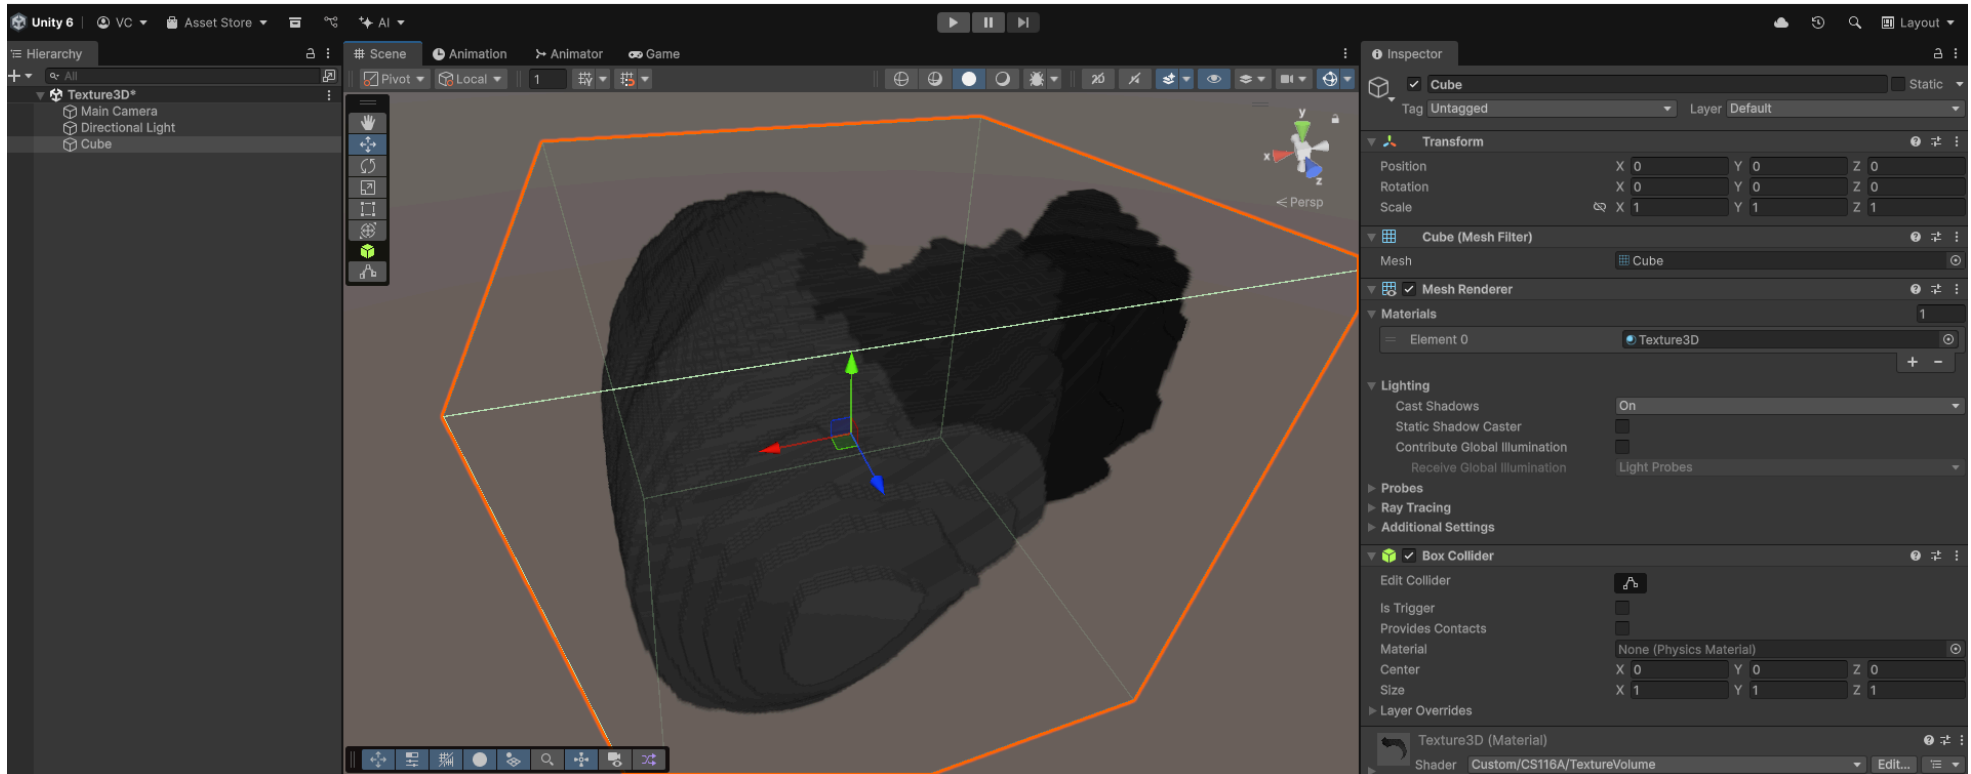 Unity 6 VC Asset Store AI Layout
Hierarchy
All
Texture3D*
Main Camera
Directional Light
Cube
Scene Animation Animator Game
Pivot Local 1 2D
y
x
z
Persp
Inspector
Cube Static
Tag Untagged Layer Default
Transform
Position X 0 Y 0 Z 0
Rotation X 0 Y 0 Z 0
Scale X 1 Y 1 Z 1
Cube (Mesh Filter)
Mesh Cube
Mesh Renderer
Materials 1
Element 0 Texture3D
Lighting
Cast Shadows On
Static Shadow Caster
Contribute Global Illumination
Receive Global Illumination Light Probes
Probes
Ray Tracing
Additional Settings
Box Collider
Edit Collider
Is Trigger
Provides Contacts
Material None (Physics Material)
Center X 0 Y 0 Z 0
Size X 1 Y 1 Z 1
Layer Overrides
Texture3D (Material)
Shader Custom/CS116A/TextureVolume Edit...